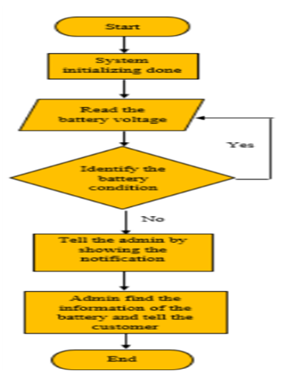 Start
System
initializing done
Read the
battery voltage
Yes
Identify the
battery
condition
No
Tell the admin by
showing the
notification
Admin find the
information of the
battery and tell the
customer
End